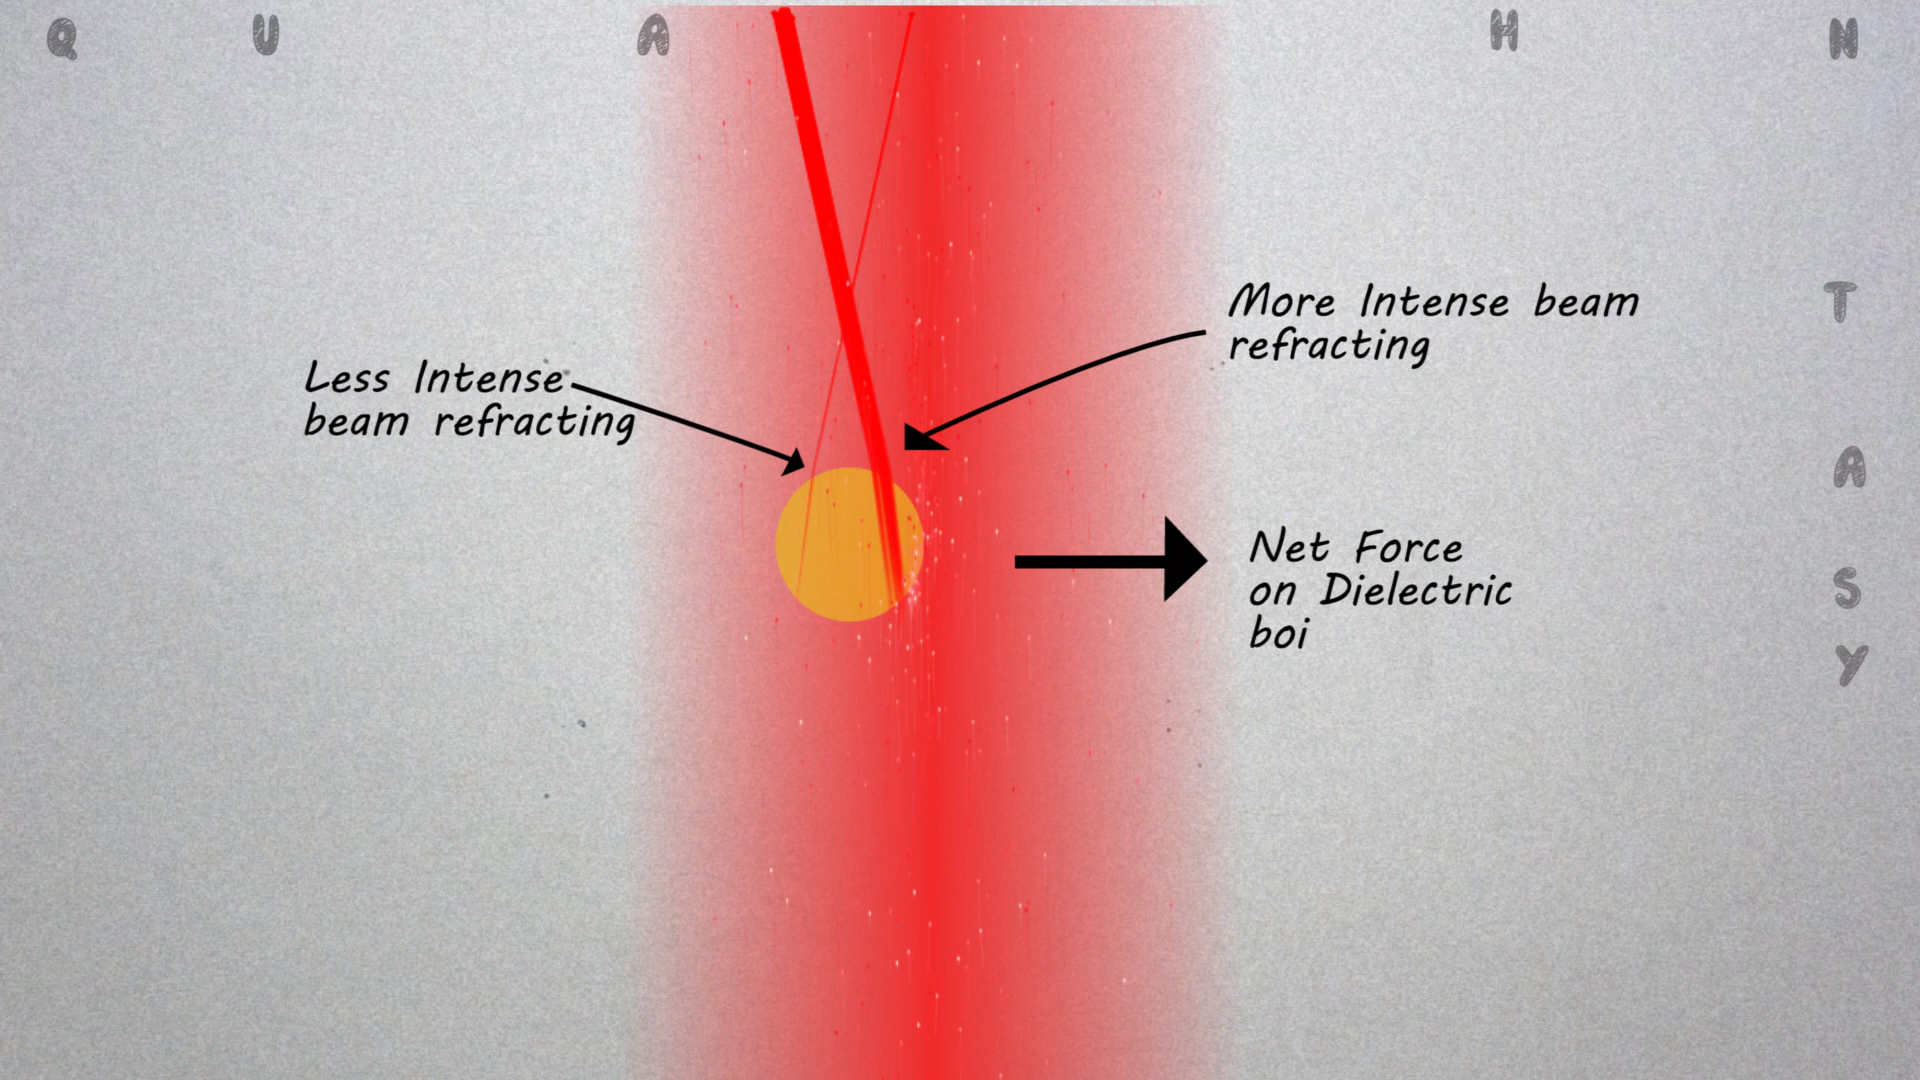 Q U A H N
More Intense beam
refracting
T
Less Intense
beam refracting
A
Net Force
on Dielectric
boi
S
Y